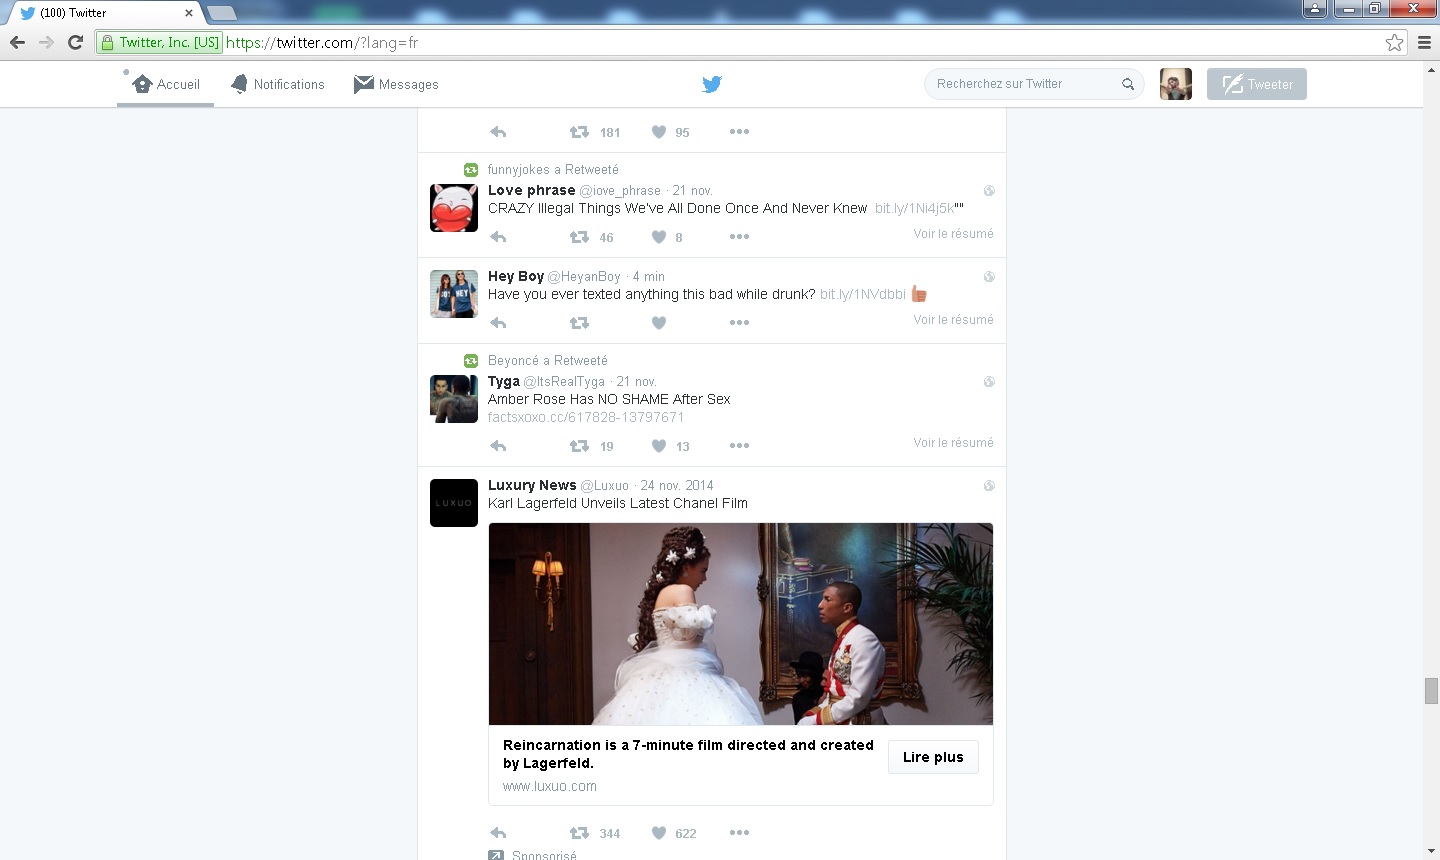 (100) Twitter
Twitter, Inc. [US] https://twitter.com/?lang=fr
Accueil Notifications Messages Recherchez sur Twitter Tweeter
181 95
funnyjokes a Retweeté
Love phrase @iove_phrase · 21 nov.
CRAZY Illegal Things We've All Done Once And Never Knew bit.ly/1Ni4j5k""
46 8 Voir le résumé
Hey Boy @HeyanBoy · 4 min
Have you ever texted anything this bad while drunk? bit.ly/1NVdbbi
Voir le résumé
Beyoncé a Retweeté
Tyga @ItsRealTyga · 21 nov.
Amber Rose Has NO SHAME After Sex
factsxoxo.cc/617828-13797671
19 13 Voir le résumé
Luxury News @Luxuo · 24 nov. 2014
LUXUO
Karl Lagerfeld Unveils Latest Chanel Film
Reincarnation is a 7-minute film directed and created
by Lagerfeld.
Lire plus
www.luxuo.com
344 622
Sponsorisé